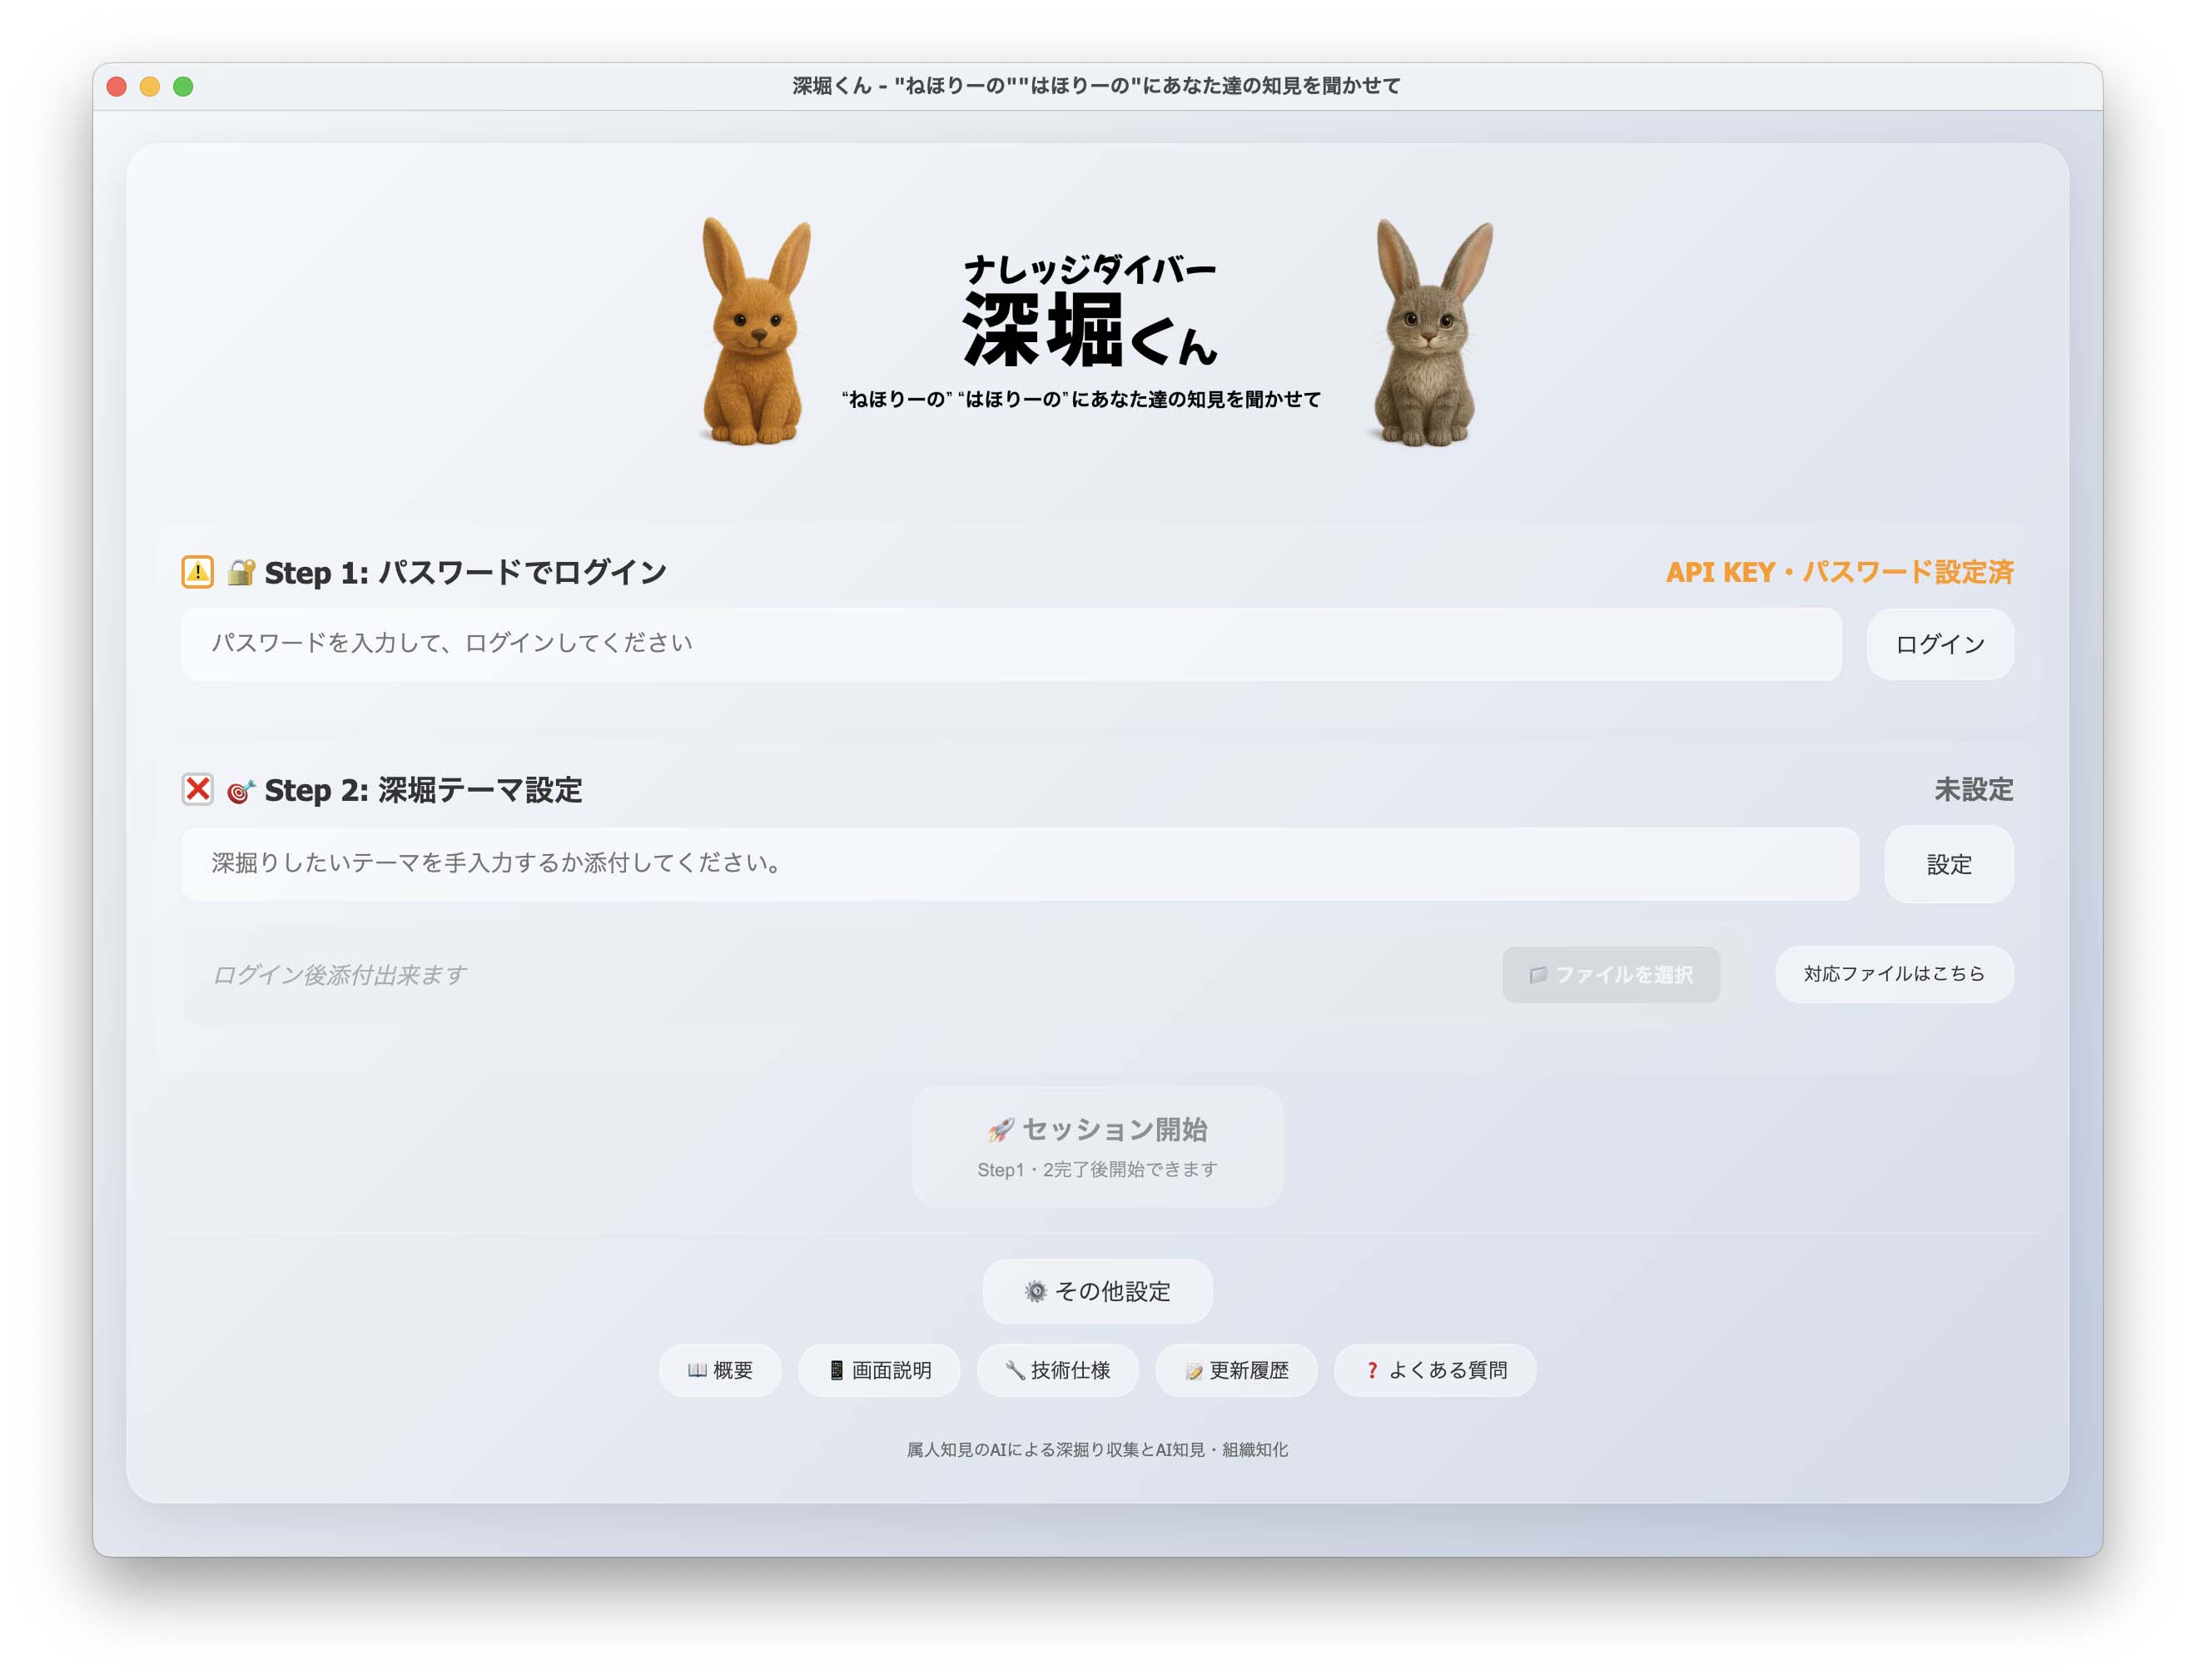 深堀くん - "ねほりーの""はほりーの"にあなた達の知見を聞かせて
ナレッジダイバー
深堀くん
“ねほりーの” “はほりーの”にあなた達の知見を聞かせて
Step 1: パスワードでログイン
API KEY・パスワード設定済
パスワードを入力して、ログインしてください
ログイン
Step 2: 深堀テーマ設定
未設定
深掘りしたいテーマを手入力するか添付してください。
設定
ログイン後添付出来ます
ファイルを選択
対応ファイルはこちら
セッション開始
Step1・2完了後開始できます
その他設定
概要
画面説明
技術仕様
更新履歴
よくある質問
属人知見のAIによる深掘り収集とAI知見・組織知化